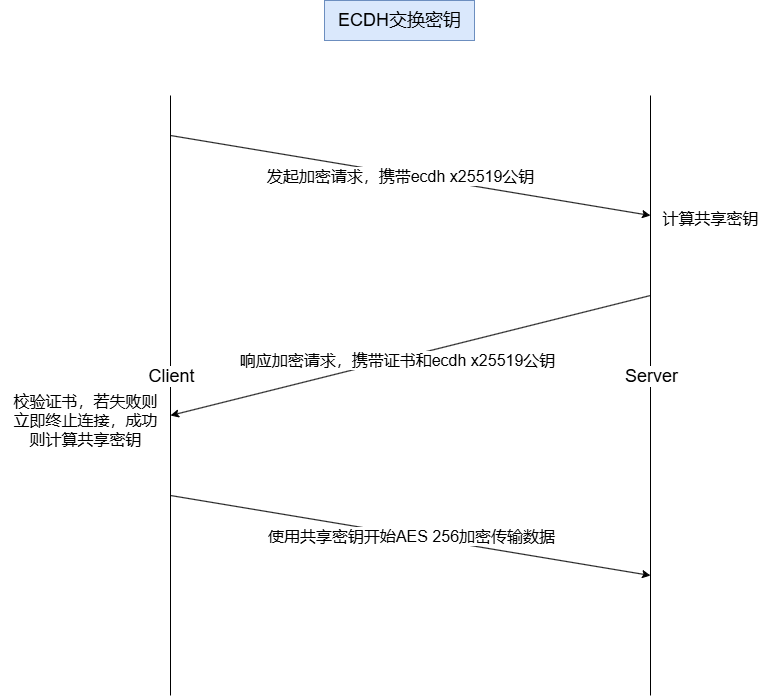 ECDH交换密钥
发起加密请求，携带ecdh x25519公钥
计算共享密钥
响应加密请求，携带证书和ecdh x25519公钥
Client
Server
校验证书，若失败则
立即终止连接，成功
则计算共享密钥
使用共享密钥开始AES 256加密传输数据